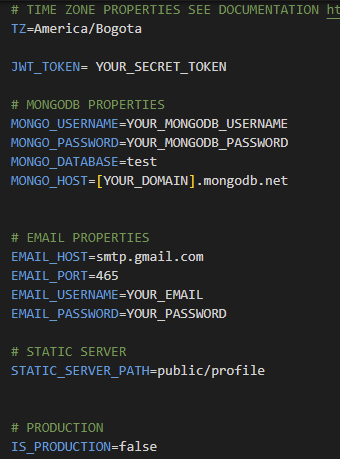 # TIME ZONE PROPERTIES SEE DOCUMENTATION ht
TZ=America/Bogota
JWT_TOKEN= YOUR_SECRET_TOKEN
# MONGODB PROPERTIES
MONGO_USERNAME=YOUR_MONGODB_USERNAME
MONGO_PASSWORD=YOUR_MONGODB_PASSWORD
MONGO_DATABASE=test
MONGO_HOST=[YOUR_DOMAIN].mongodb.net
# EMAIL PROPERTIES
EMAIL_HOST=smtp.gmail.com
EMAIL_PORT=465
EMAIL_USERNAME=YOUR_EMAIL
EMAIL_PASSWORD=YOUR_PASSWORD
# STATIC SERVER
STATIC_SERVER_PATH=public/profile
# PRODUCTION
IS_PRODUCTION=false